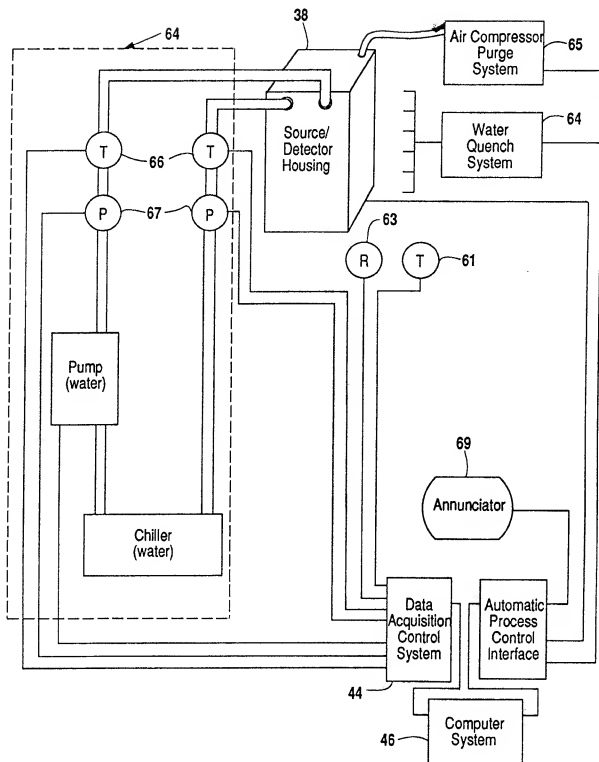 64
38
Air Compressor
Purge
System
65
T
66
T
Source/
Detector
Housing
Water
Quench
System
64
P
67
P
63
R
T
61
Pump
(water)
69
Annunciator
Chiller
(water)
Data
Acquisition
Control
System
Automatic
Process
Control
Interface
44
46
Computer
System